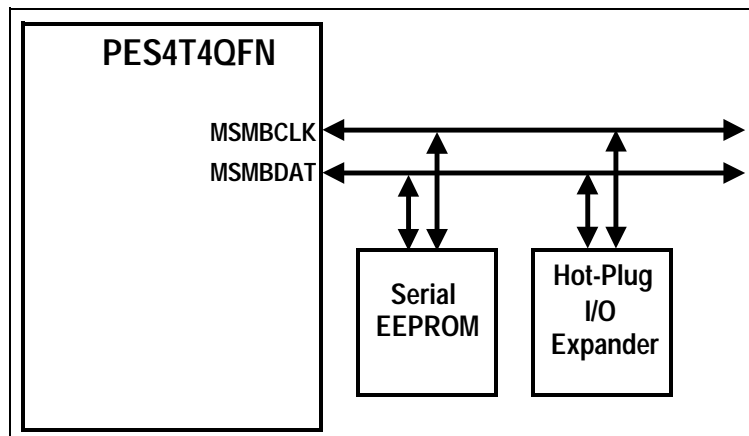 PES4T4QFN
MSMBCLK
MSMBDAT
Serial
EEPROM
Hot-Plug
I/O
Expander